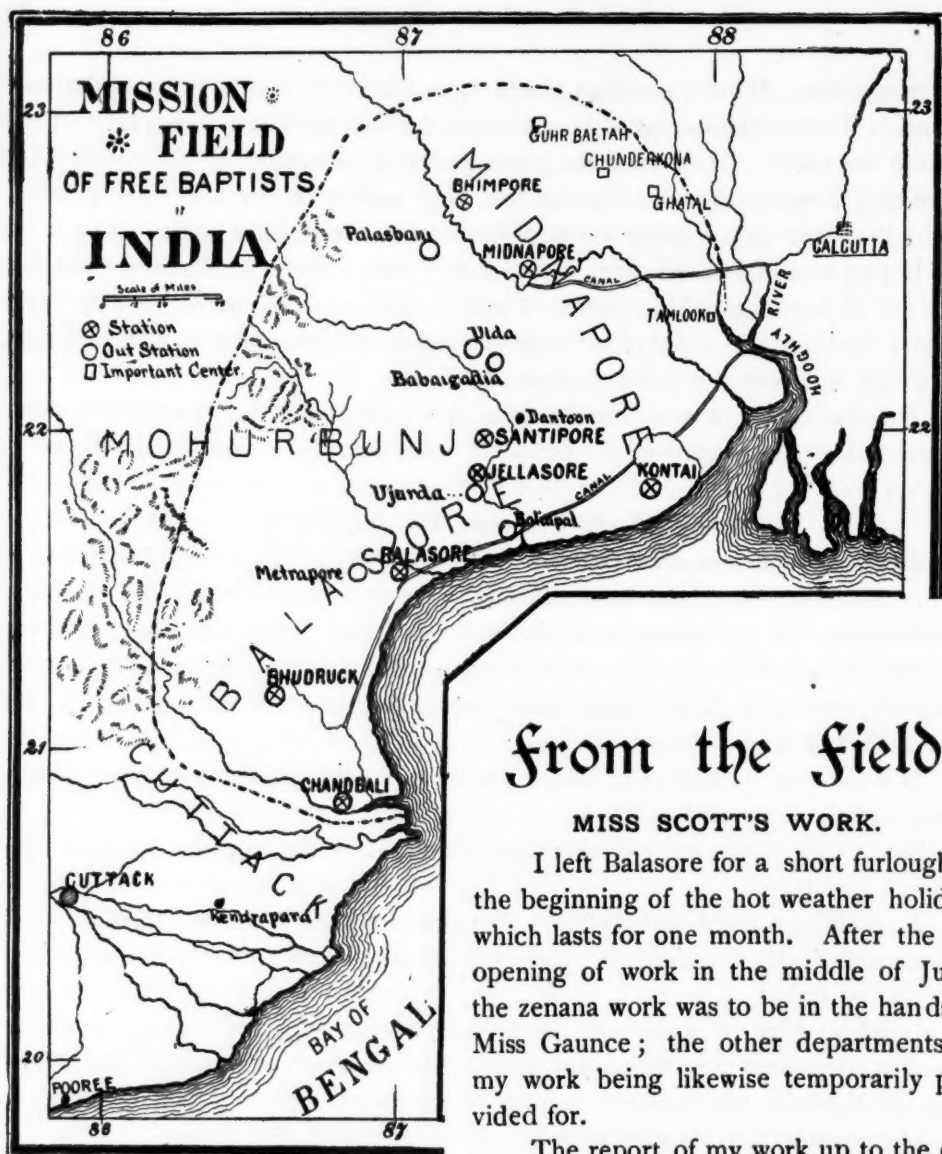 86 87 88
23
MISSION
FIELD
OF FREE BAPTISTS
INDIA
Scale of Miles
Station
Out Station
Important Center.
GUHR BAETAH
CHUNDERKONA
BHIMPORE
GHATAL
Palasbani
MIDNAPORE
CALCUTTA
CANAL
TAMLOOK
HOOGHLY RIVER
MIDNAPORE
Ulda
Babaigadia
Dantoon
SANTIPORE
22
MOHURBUNJ
JELLASORE
KONTAI
Ujurda
CANAL
Baliapal
BALASORE
Metrapore
BALASORE
BHUDRUCK
21
CHANDBALI
CUTTACK
CUTTACK
Kendrapara
BAY OF
BENGAL
20
POOREE
86 87
From the Field
MISS SCOTT'S WORK.
I left Balasore for a short furlough
the beginning of the hot weather holid
which lasts for one month. After the
opening of work in the middle of Ju
the zenana work was to be in the hands
Miss Gaunce; the other departments
my work being likewise temporarily p
vided for.
The report of my work up to the